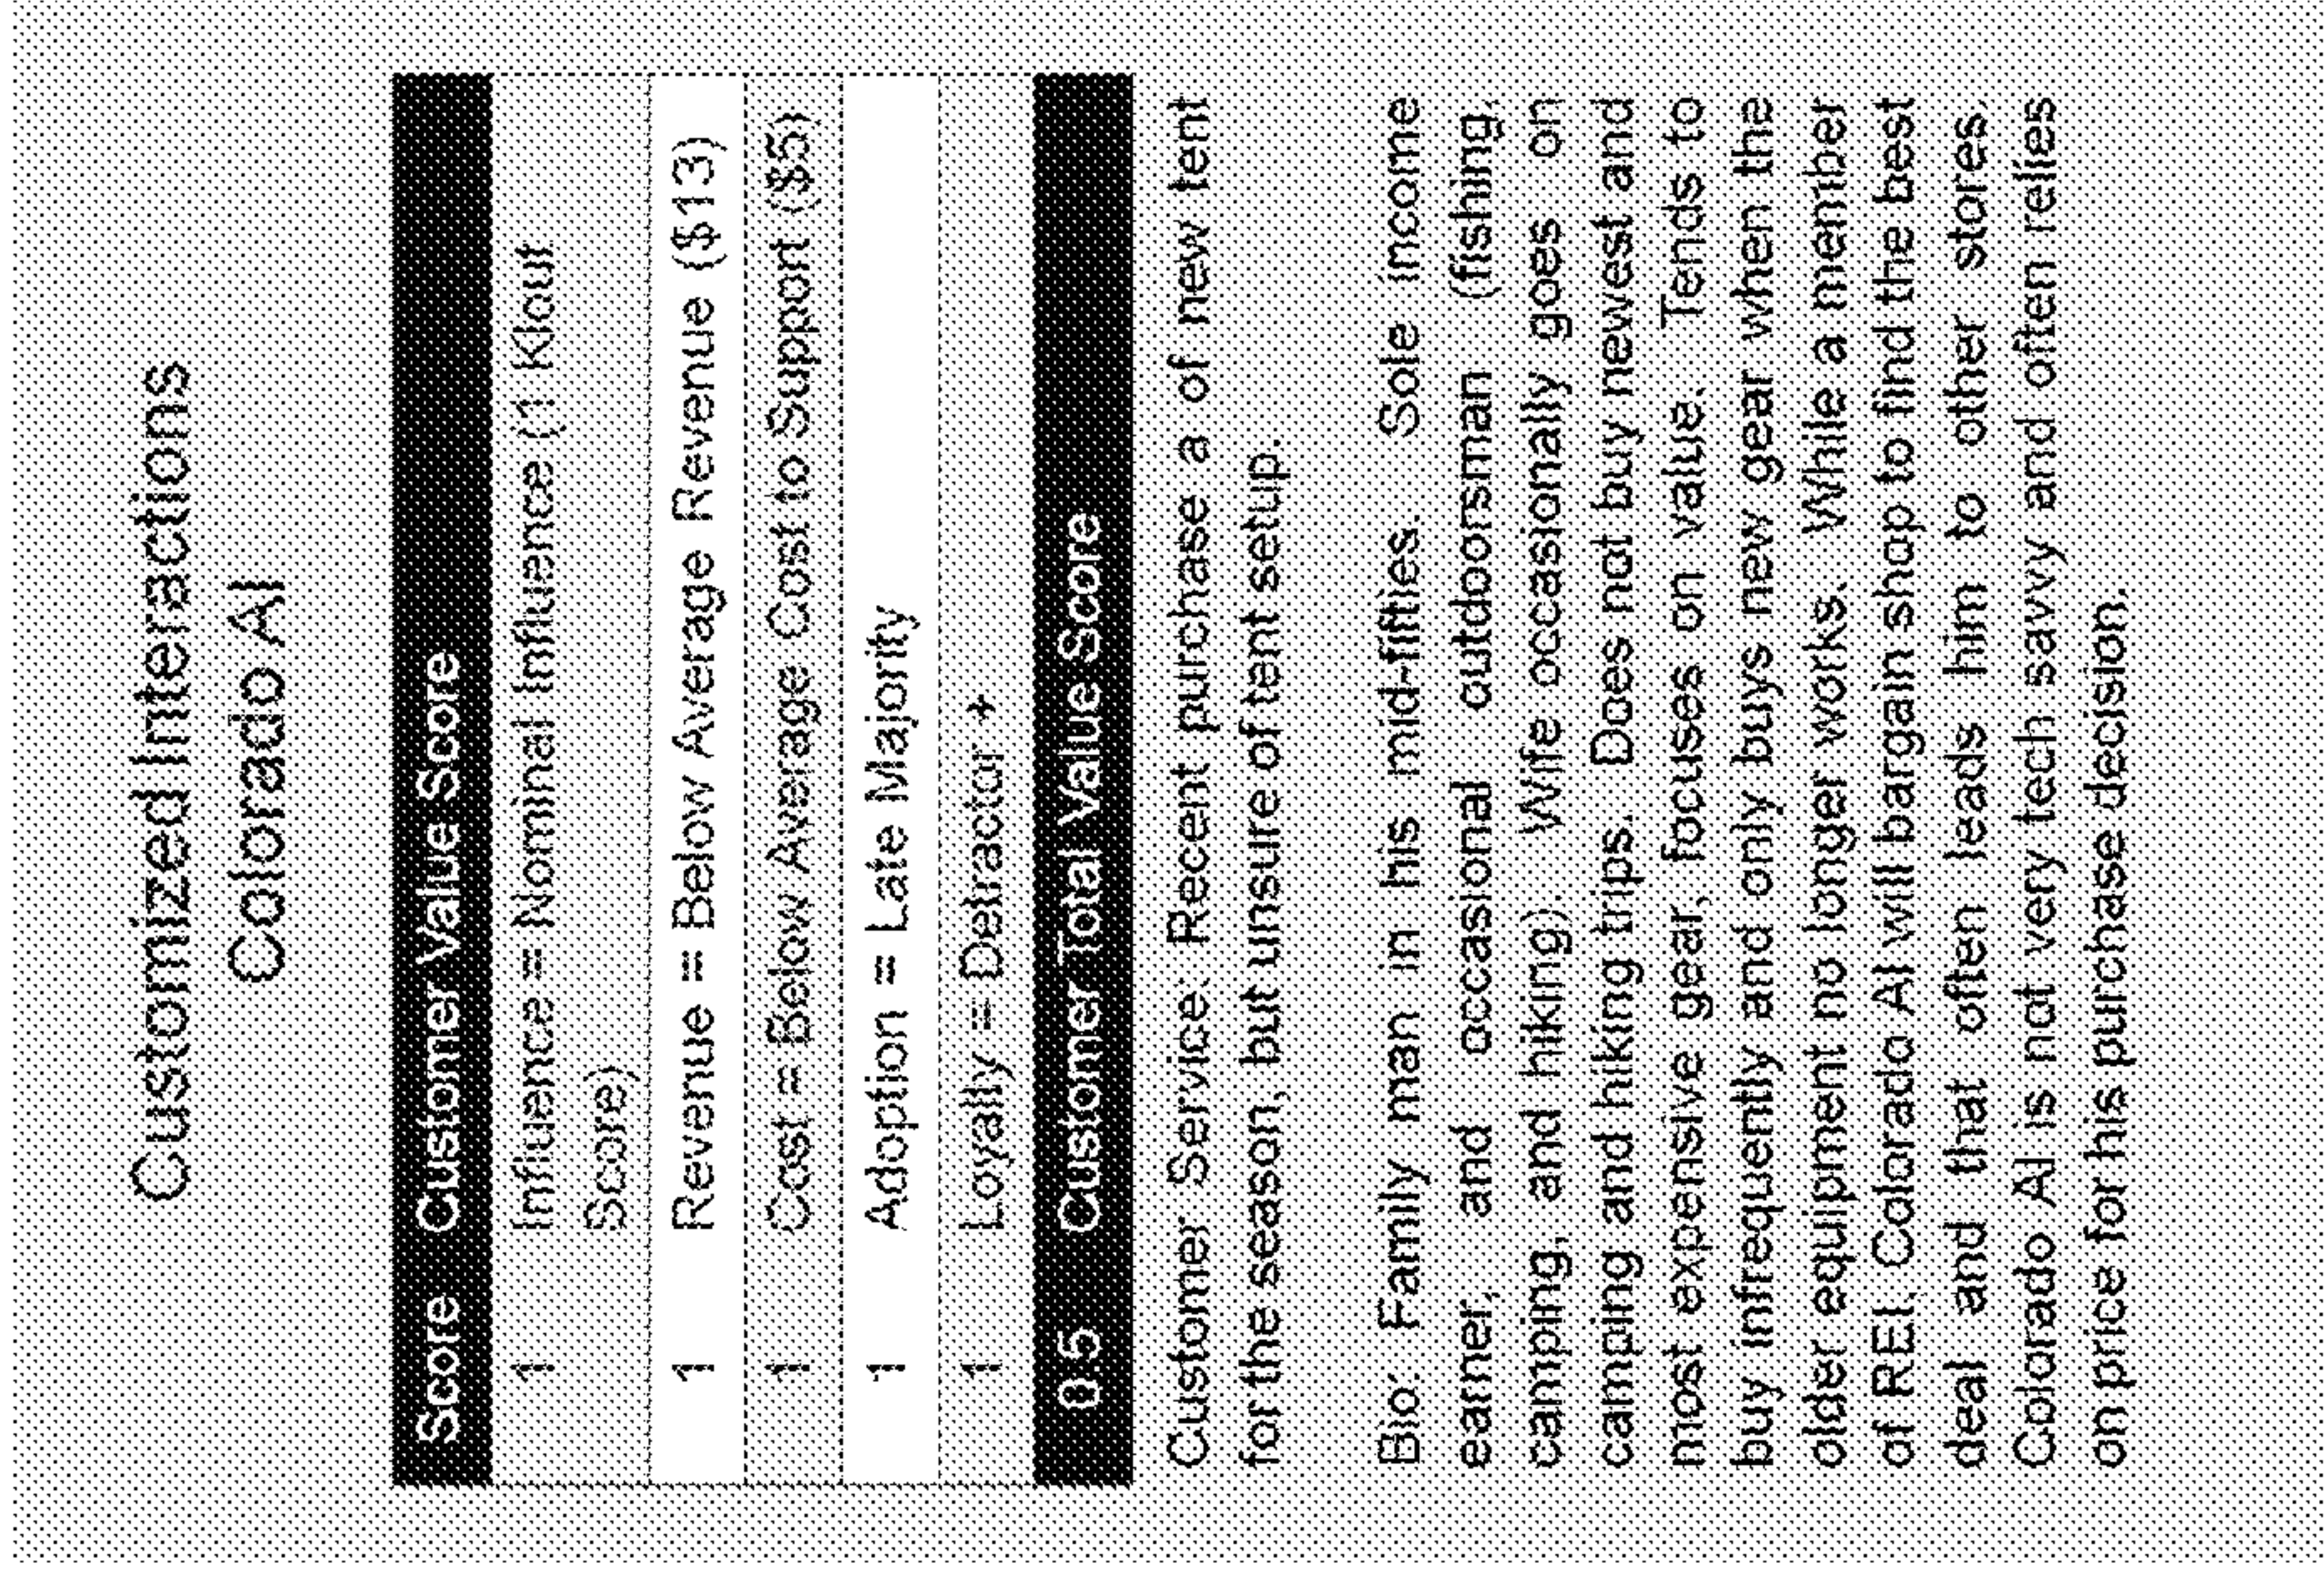 Customized Interactions
Colorado Al
Score Customer Value Score
1 Influence = Nominal Influence (1 Klout
Score)
1 Revenue = Below Average Revenue ($13)
1 Cost = Below Average Cost to Support ($5)
1 Adoption = Late Majority
1 Loyally = Detractor +
0.5 Customer Total Value Score
Customer Service: Recent purchase a of new tent
for the season, but unsure of tent setup.
Bio: Family man in his mid-fifties. Sole income
earner, and occasional outdoorsman (fishing,
camping, and hiking). Wife occasionally goes on
camping and hiking trips. Does not buy newest and
most expensive gear, focuses on value. Tends to
buy infrequently and only buys new gear when the
older equipment no longer works. While a member
of REI, Colorado Al will bargain shop to find the best
deal and that often leads him to other stores.
Colorado Al is not very tech savvy and often relies
on price for his purchase decision.